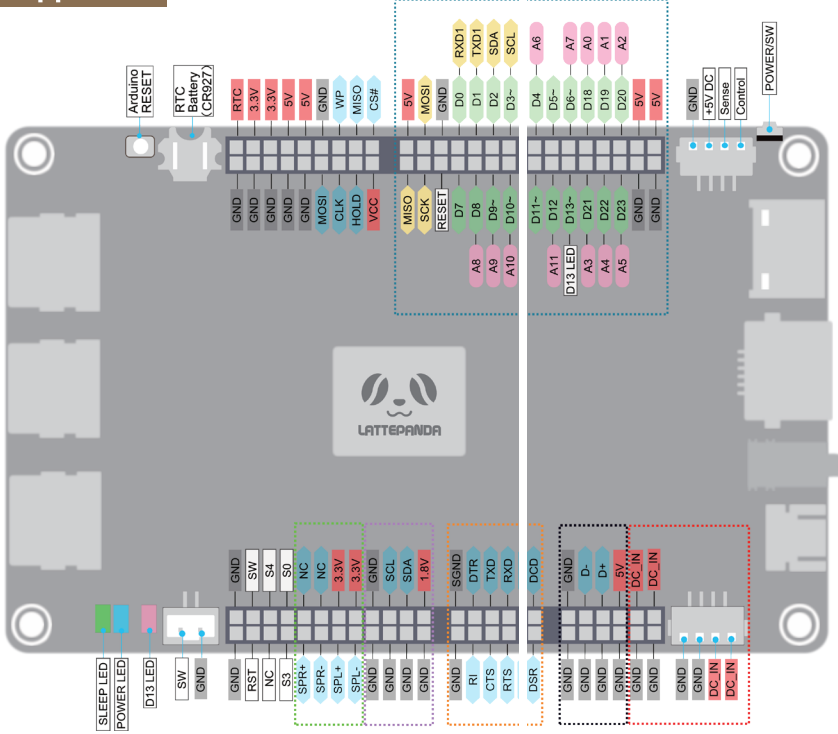 RXD1
TXD1
SDA
SCL
A6
A7
A0
A1
A2
Arduino
RESET
RTC
Battery
(CR927)
RTC
3.3V
3.3V
5V
5V
GND
WP
MISO
CS#
5V
MOSI
GND
D0
D1
D2
D3~
D4
D5~
D6~
D18
D19
D20
5V
5V
GND
+5V DC
Sense
Control
POWER/SW
GND
GND
GND
GND
GND
MOSI
CLK
HOLD
VCC
MISO
SCK
RESET
D7
D8
D9~
D10~
D11~
D12
D13~
D21
D22
D23
GND
GND
A8
A9
A10
A11
D13 LED
A3
A4
A5
LATTEPANDA
GND
SW
S4
S0
NC
NC
3.3V
3.3V
GND
SCL
SDA
1.8V
SGND
DTR
TXD
RXD
DCD
GND
D-
D+
5V
DC_IN
DC_IN
SLEEP LED
POWER LED
D13 LED
SW
GND
GND
RST
NC
S3
SPR+
SPR-
SPL+
SPL-
GND
GND
GND
GND
GND
RI
CTS
RTS
DSR
GND
GND
GND
GND
GND
GND
GND
GND
DC_IN
DC_IN